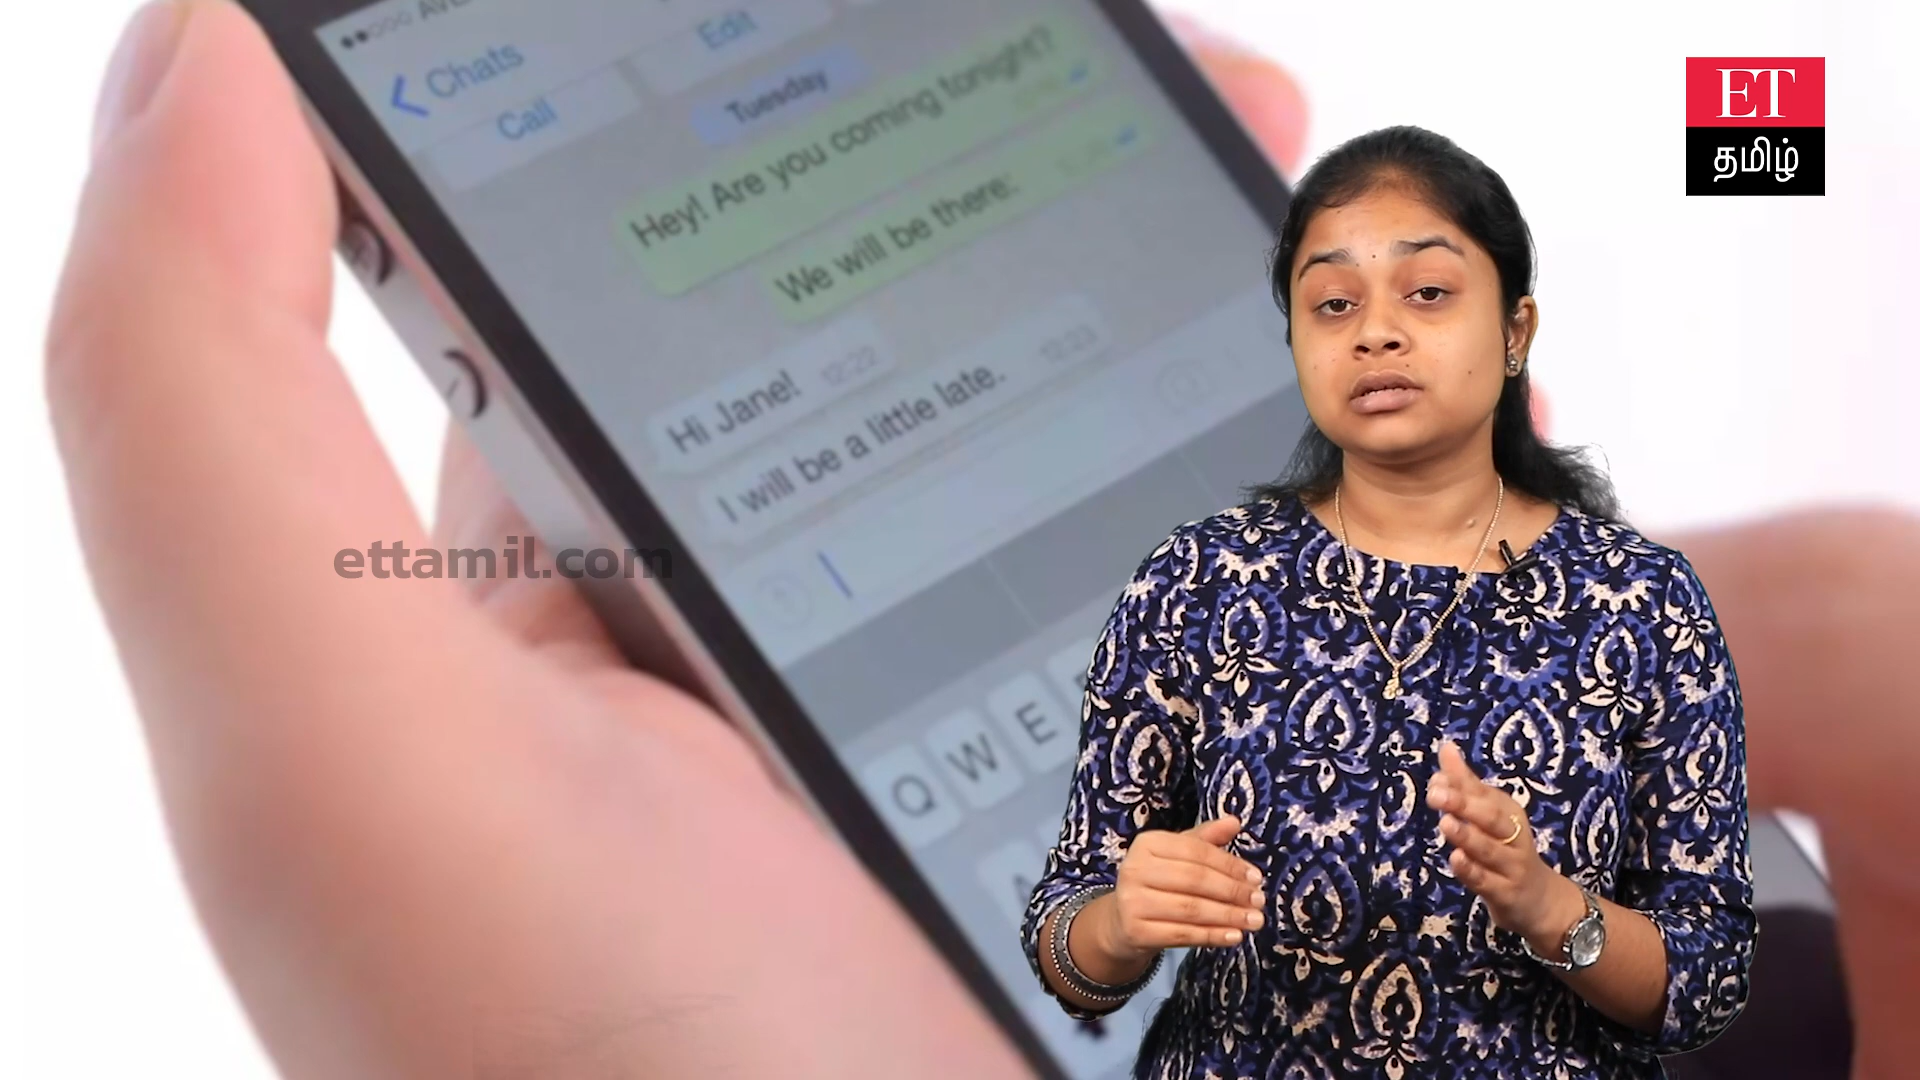 Chats
Edit
Call
Tuesday
Hey! Are you coming tonight?
We will be there:
Hi Jane! 12:22
I will be a little late. 12:23
Q W E
ET
தமிழ்
ettamil.com